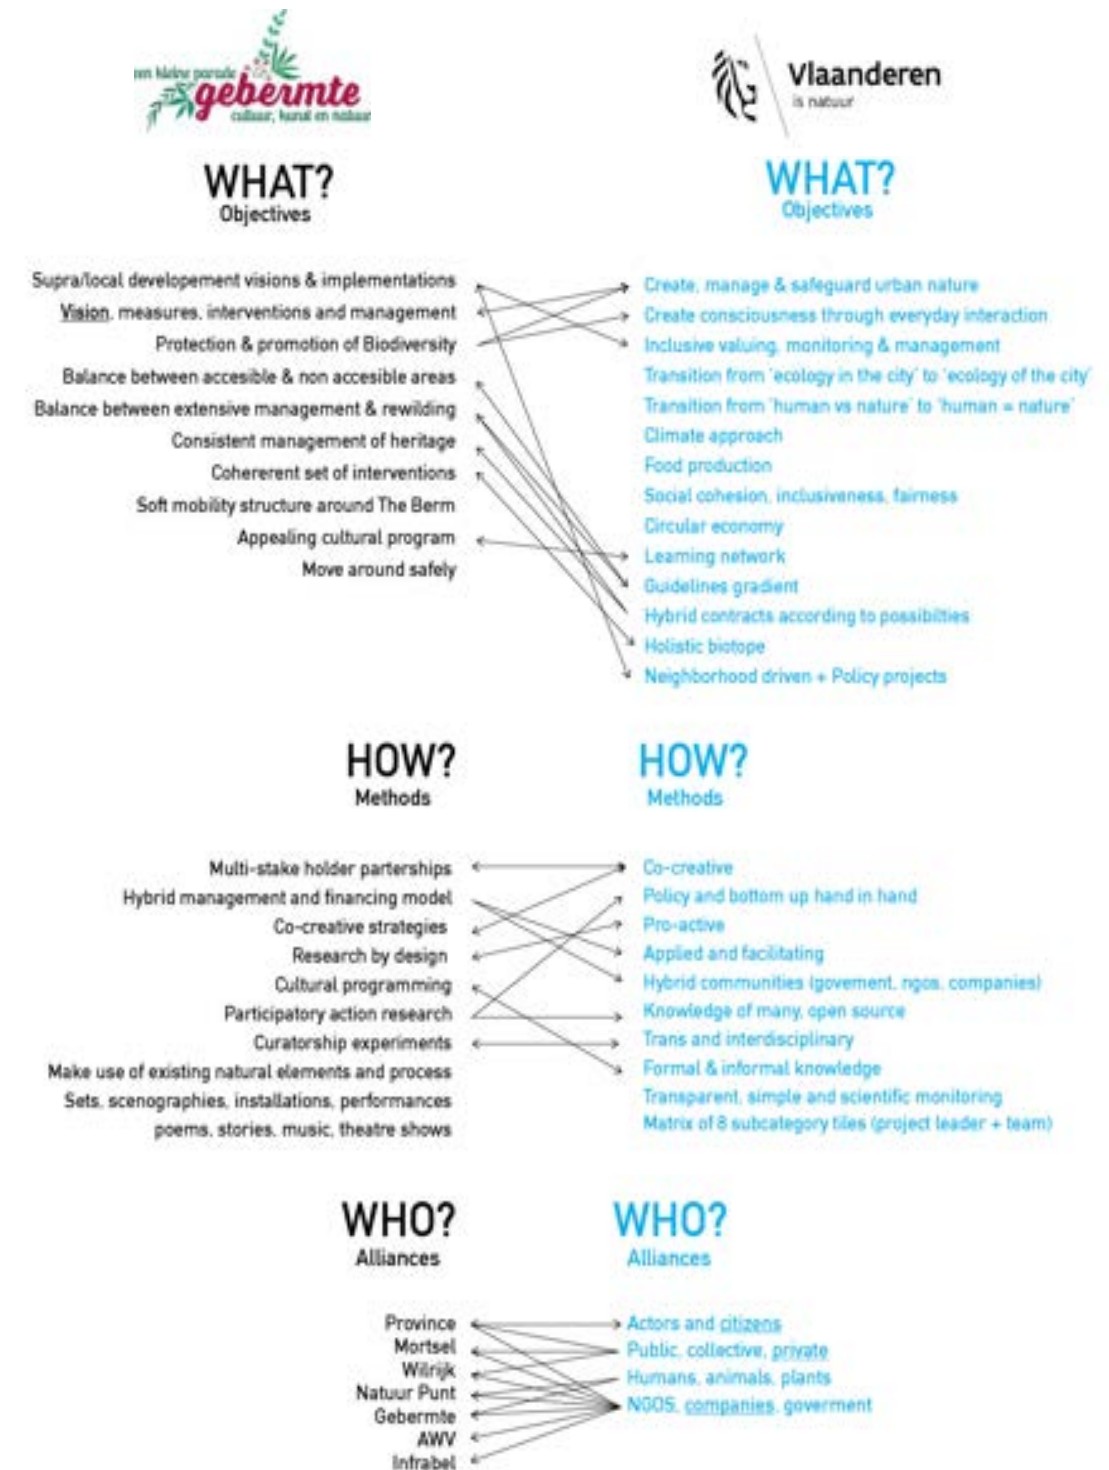 een kleine parade
gebermte
cultuur, kunst en natuur
Vlaanderen
is natuur
WHAT?
Objectives
Supra/local developement visions & implementations
Vision, measures, interventions and management
Protection & promotion of Biodiversity
Balance between accesible & non accesible areas
Balance between extensive management & rewilding
Consistent management of heritage
Cohererent set of interventions
Soft mobility structure around The Berm
Appealing cultural program
Move around safely
WHAT?
Objectives
Create, manage & safeguard urban nature
Create consciousness through everyday interaction
Inclusive valuing, monitoring & management
Transition from 'ecology in the city' to 'ecology of the city'
Transition from 'human vs nature' to 'human = nature'
Climate approach
Food production
Social cohesion, inclusiveness, fairness
Circular economy
Learning network
Guidelines gradient
Hybrid contracts according to possibilties
Holistic biotope
Neighborhood driven + Policy projects
HOW?
Methods
Multi-stake holder parterships
Hybrid management and financing model
Co-creative strategies
Research by design
Cultural programming
Participatory action research
Curatorship experiments
Make use of existing natural elements and process
Sets, scenographies, installations, performances
poems, stories, music, theatre shows
HOW?
Methods
Co-creative
Policy and bottom up hand in hand
Pro-active
Applied and facilitating
Hybrid communities (goverment, ngos, companies)
Knowledge of many, open source
Trans and interdisciplinary
Formal & informal knowledge
Transparent, simple and scientific monitoring
Matrix of 8 subcategory tiles (project leader + team)
WHO?
Alliances
Province
Mortsel
Wilrijk
Natuur Punt
Gebermte
AWV
Infrabel
WHO?
Alliances
Actors and citizens
Public, collective, private
Humans, animals, plants
NGOS, companies, goverment